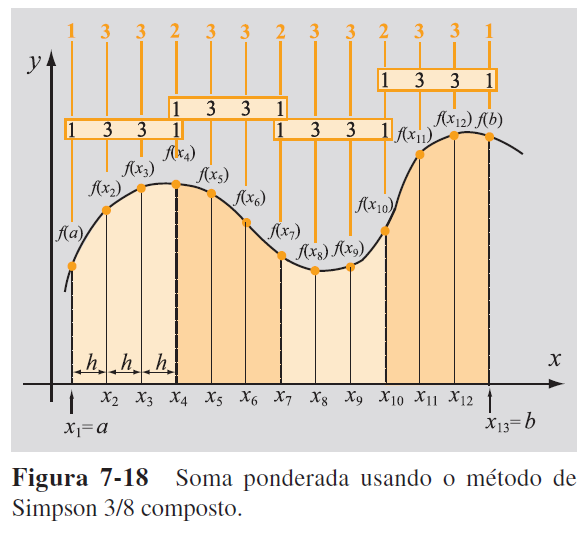 1 3 3 2 3 3 2 3 3 2 3 3 1
y
1 3 3 1
1 3 3 1
1 3 3 1
1 3 3 1
f(a)
f(x₂)
f(x₃)
f(x₄)
f(x₅)
f(x₆)
f(x₇)
f(x₈) f(x₉)
f(x₁₀)
f(x₁₁)
f(x₁₂) f(b)
h h h
x
x₂ x₃ x₄ x₅ x₆ x₇ x₈ x₉ x₁₀ x₁₁ x₁₂
x₁=a
x₁₃=b
Figura 7-18 Soma ponderada usando o método de
Simpson 3/8 composto.